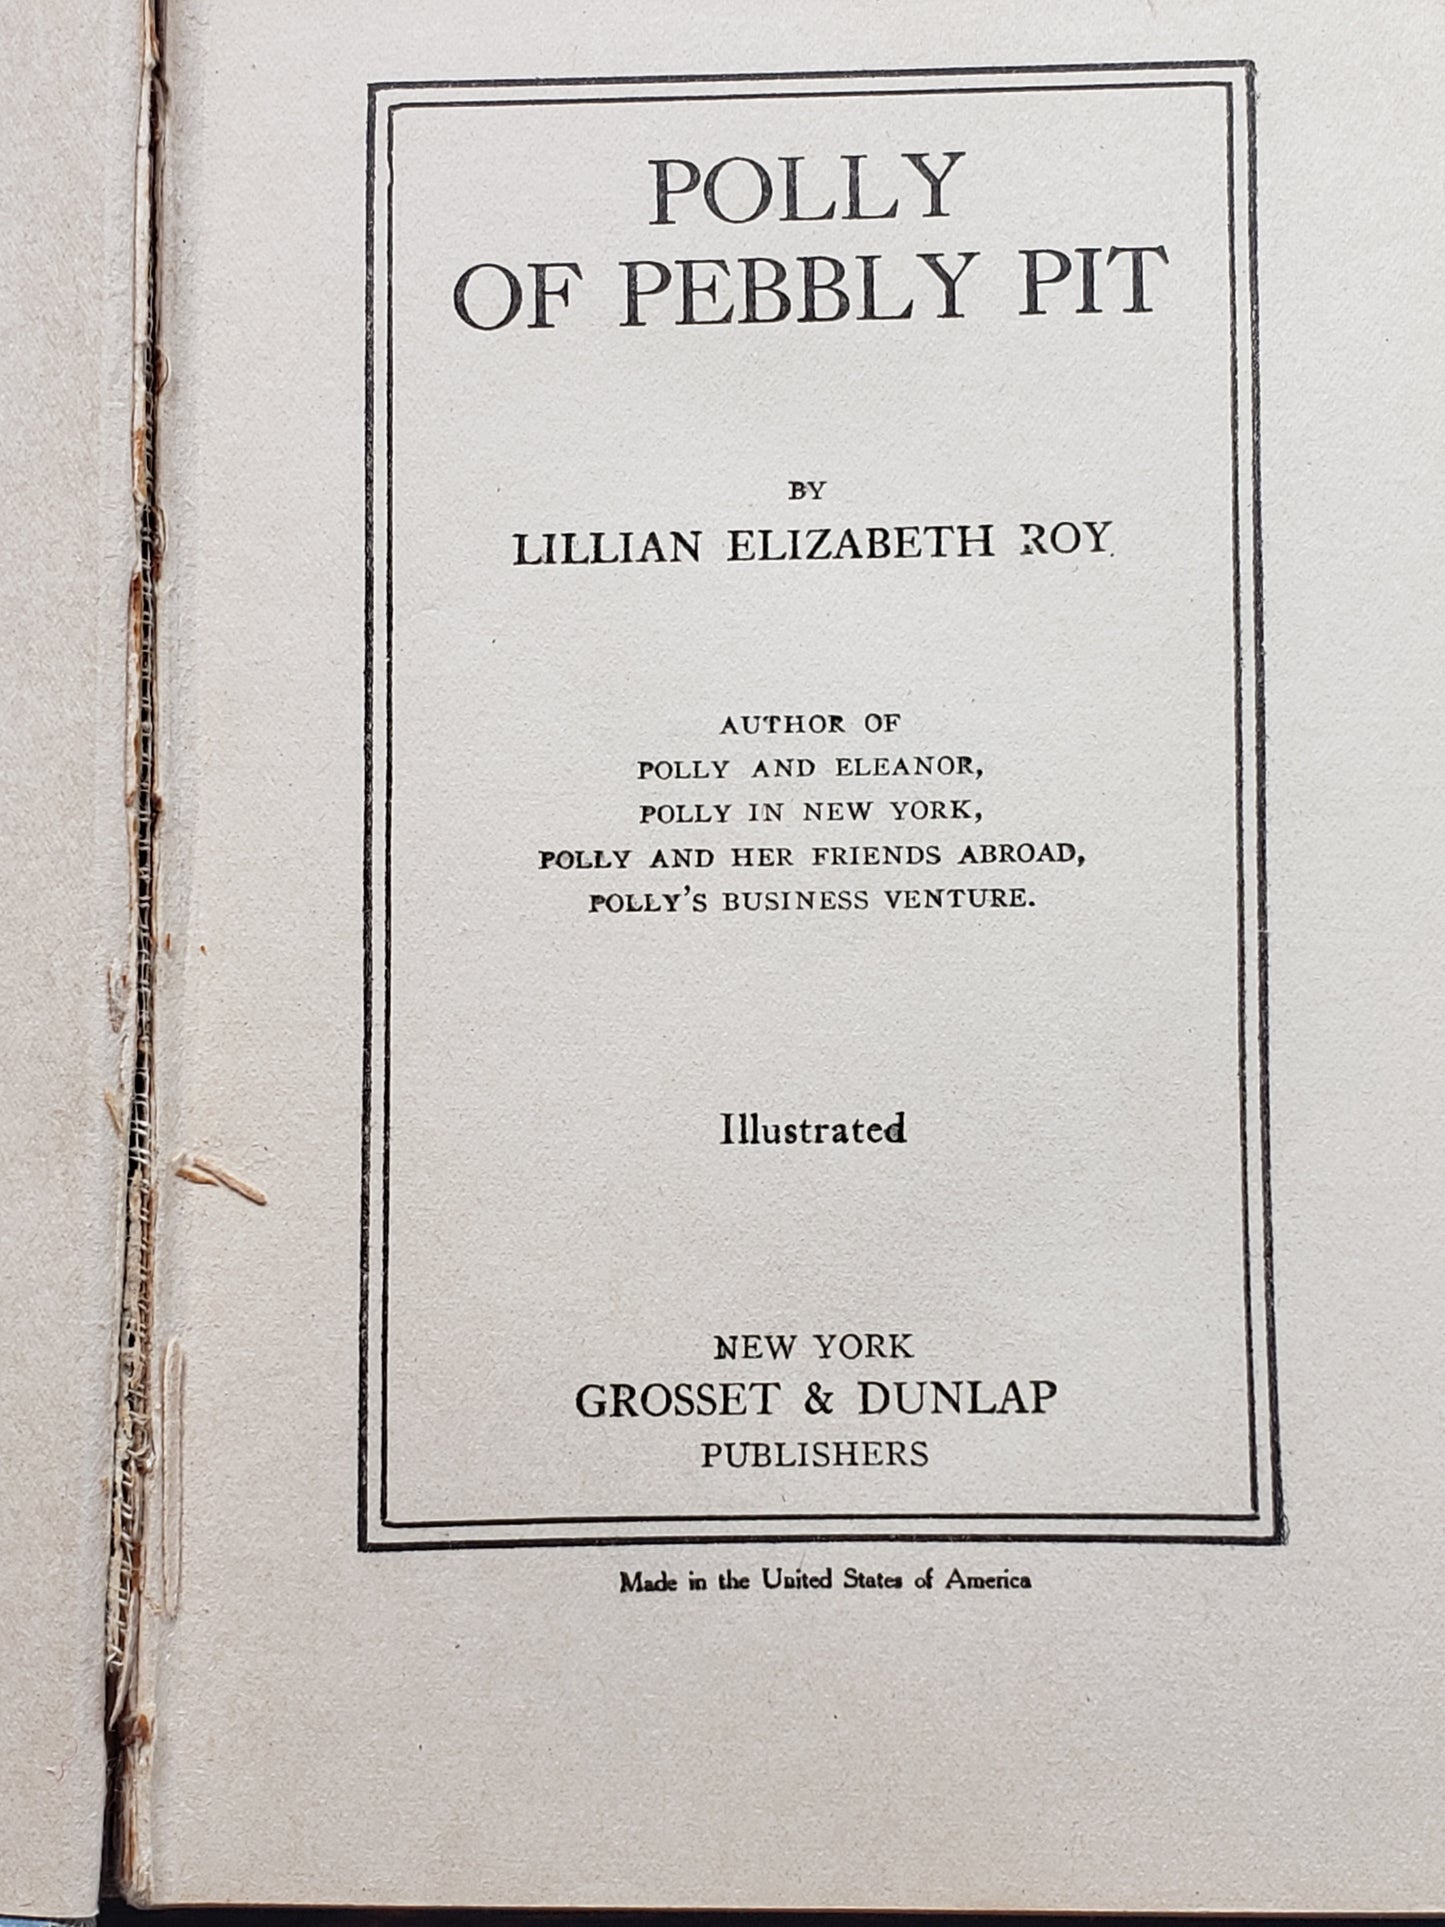 POLLY
OF PEBBLY PIT
BY
LILLIAN ELIZABETH ROY
AUTHOR OF
POLLY AND ELEANOR,
POLLY IN NEW YORK,
POLLY AND HER FRIENDS ABROAD,
POLLY'S BUSINESS VENTURE.
Illustrated
NEW YORK
GROSSET & DUNLAP
PUBLISHERS
Made in the United States of America